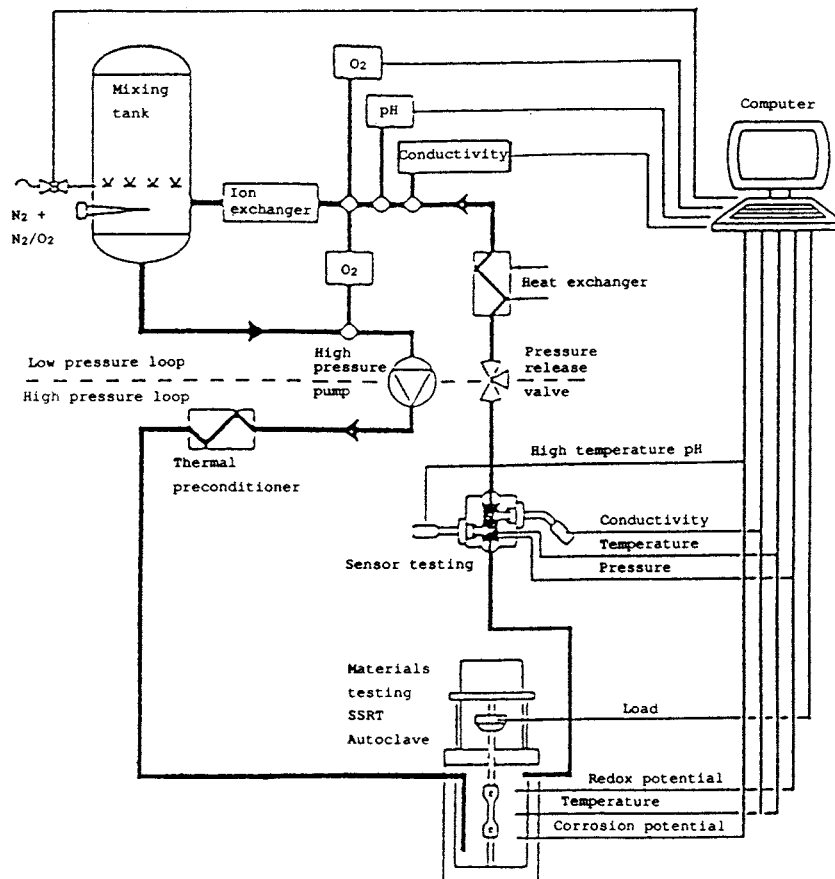 O2
Mixing
tank
pH
Computer
Conductivity
Ion
exchanger
N2 +
N2/O2
O2
Heat exchanger
Low pressure loop
High
pressure
pump
Pressure
release
valve
High pressure loop
Thermal
preconditioner
High temperature pH
Conductivity
Temperature
Pressure
Sensor testing
Materials
testing
SSRT
Autoclave
Load
Redox potential
Temperature
Corrosion potential